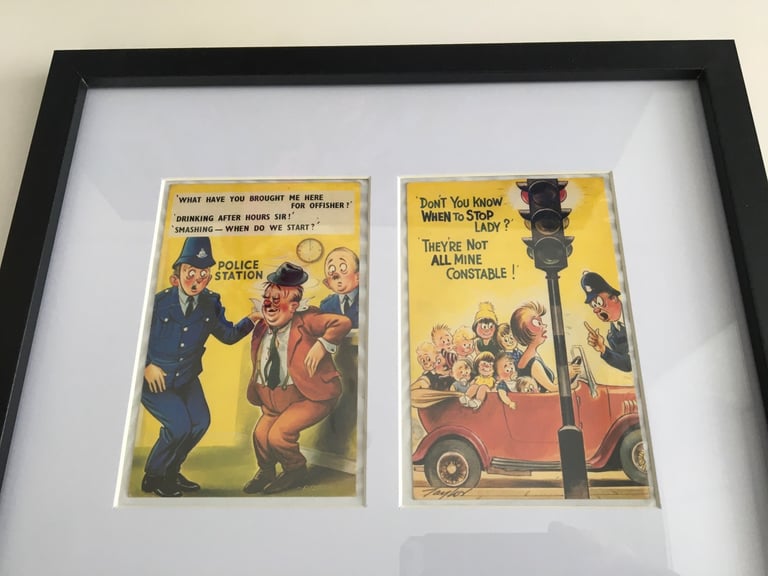 'WHAT HAVE YOU BROUGHT ME HERE
FOR OFFISHER?'
'DRINKING AFTER HOURS SIR!'
'SMASHING — WHEN DO WE START?'
POLICE
STATION
'DON'T YOU KNOW
WHEN TO STOP
LADY?'
'THEY'RE NOT
ALL MINE
CONSTABLE!'
Taylor